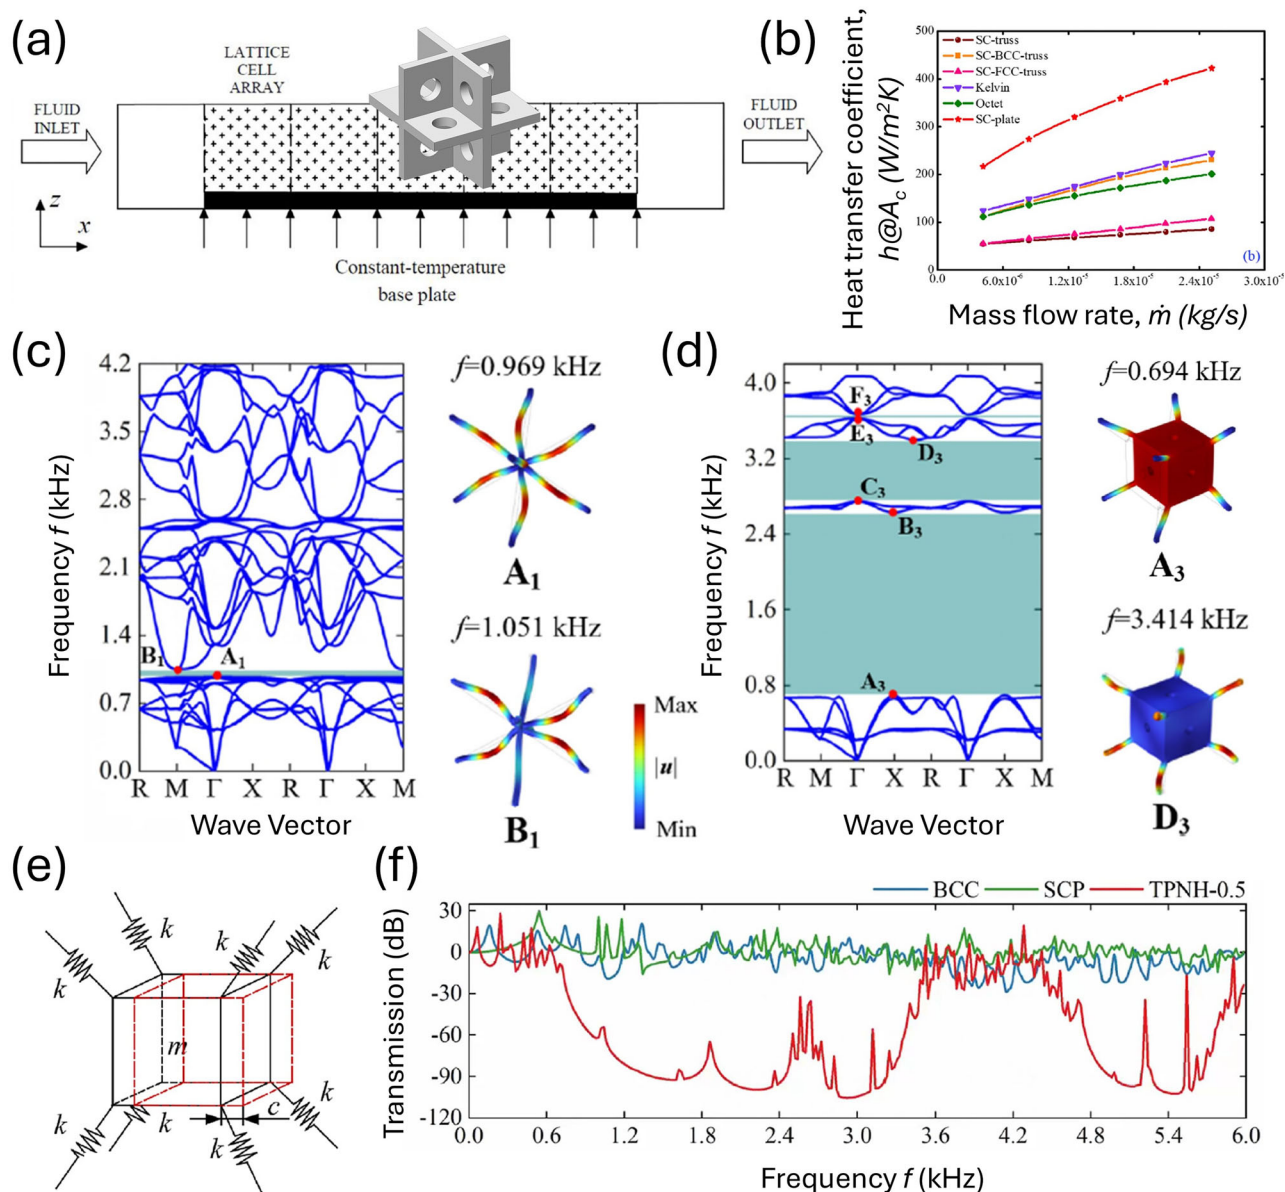 (a)
LATTICE
CELL
ARRAY
FLUID
INLET
FLUID
OUTLET
z
x
Constant-temperature
base plate
(b)
Heat transfer coefficient,
h@A_c (W/m²K)
500
400
300
200
100
0
SC-truss
SC-BCC-truss
SC-FCC-truss
Kelvin
Octet
SC-plate
(b)
0.0 6.0x10⁻⁶ 1.2x10⁻⁵ 1.8x10⁻⁵ 2.4x10⁻⁵ 3.0x10⁻⁵
Mass flow rate, ṁ (kg/s)
(c)
Frequency f (kHz)
4.2
3.5
2.8
2.1
1.4
0.7
0.0
B₁ A₁
R M Γ X R Γ X M
Wave Vector
f=0.969 kHz
A₁
f=1.051 kHz
B₁
Max
|u|
Min
(d)
Frequency f (kHz)
4.0
3.2
2.4
1.6
0.8
0.0
F₃
E₃
D₃
C₃
B₃
A₃
R M Γ X R Γ X M
Wave Vector
f=0.694 kHz
A₃
f=3.414 kHz
D₃
(e)
k k k k
m
k k k k
c
(f)
BCC SCP TPNH-0.5
Transmission (dB)
30
0
-30
-60
-90
-120
0.0 0.6 1.2 1.8 2.4 3.0 3.6 4.2 4.8 5.4 6.0
Frequency f (kHz)